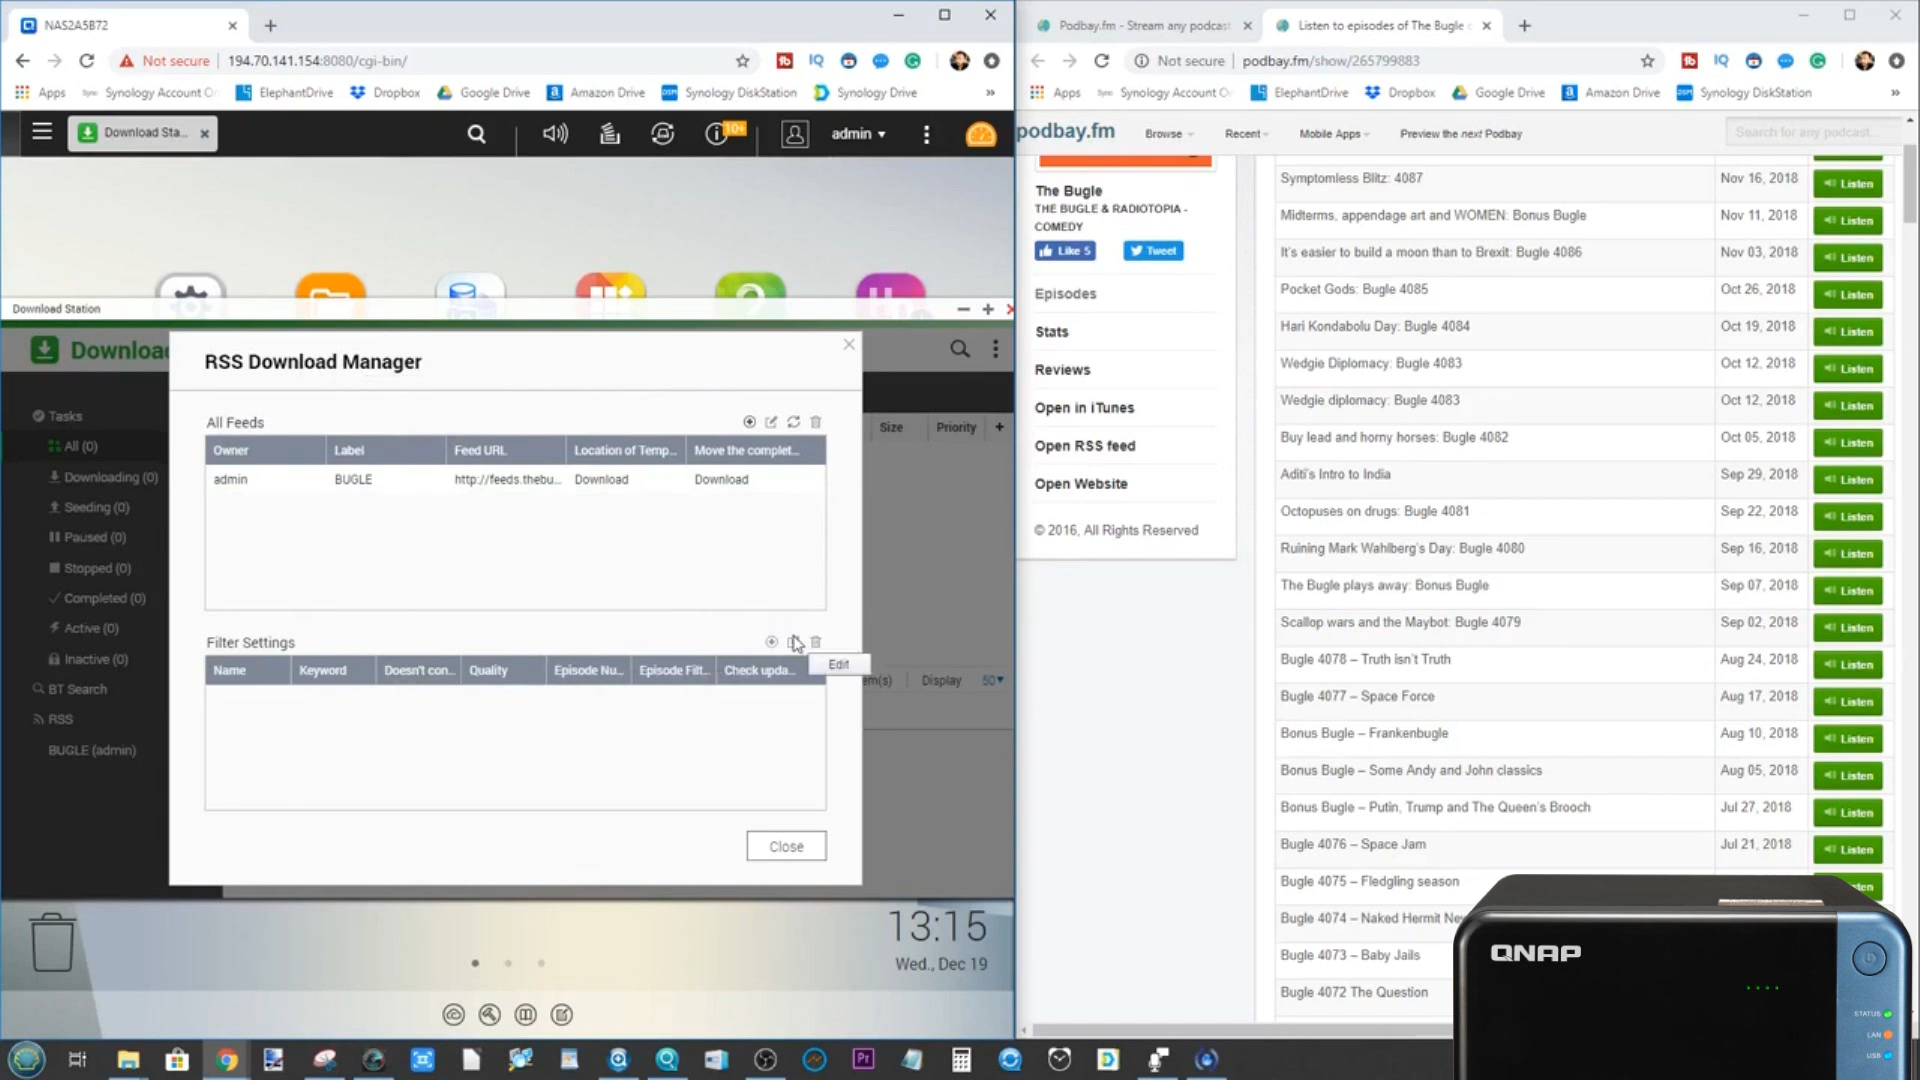 NAS2A5B72
Not secure 194.70.141.154:8080/cgi-bin/
Apps
Synology Account O
ElephantDrive
Dropbox
Google Drive
Amazon Drive
Synology DiskStation
Synology Drive
»
Download Sta...
10+
admin
Download Station
Downloa
RSS Download Manager
All Feeds
Owner Label Feed URL Location of Temp... Move the complet...
admin BUGLE http://feeds.thebu... Download Download
Filter Settings
Name Keyword Doesn't con... Quality Episode Nu... Episode Filt... Check upda...
Edit
Close
Tasks
All (0)
Downloading (0)
Seeding (0)
Paused (0)
Stopped (0)
Completed (0)
Active (0)
Inactive (0)
BT Search
RSS
BUGLE (admin)
Size Priority +
em(s) Display 50
13:15
Wed., Dec 19
Podbay.fm - Stream any podcast
Listen to episodes of The Bugle
Not secure podbay.fm/show/265799883
Apps
Synology Account O
ElephantDrive
Dropbox
Google Drive
Amazon Drive
Synology DiskStation
»
podbay.fm
Browse
Recent
Mobile Apps
Preview the next Podbay
Search for any podcast...
The Bugle
THE BUGLE & RADIOTOPIA -
COMEDY
Like 5
Tweet
Episodes
Stats
Reviews
Open in iTunes
Open RSS feed
Open Website
© 2016, All Rights Reserved
Symptomless Blitz: 4087 Nov 16, 2018 Listen
Midterms, appendage art and WOMEN: Bonus Bugle Nov 11, 2018 Listen
It's easier to build a moon than to Brexit: Bugle 4086 Nov 03, 2018 Listen
Pocket Gods: Bugle 4085 Oct 26, 2018 Listen
Hari Kondabolu Day: Bugle 4084 Oct 19, 2018 Listen
Wedgie Diplomacy: Bugle 4083 Oct 12, 2018 Listen
Wedgie diplomacy: Bugle 4083 Oct 12, 2018 Listen
Buy lead and horny horses: Bugle 4082 Oct 05, 2018 Listen
Aditi's Intro to India Sep 29, 2018 Listen
Octopuses on drugs: Bugle 4081 Sep 22, 2018 Listen
Ruining Mark Wahlberg's Day: Bugle 4080 Sep 16, 2018 Listen
The Bugle plays away: Bonus Bugle Sep 07, 2018 Listen
Scallop wars and the Maybot: Bugle 4079 Sep 02, 2018 Listen
Bugle 4078 – Truth isn't Truth Aug 24, 2018 Listen
Bugle 4077 – Space Force Aug 17, 2018 Listen
Bonus Bugle – Frankenbugle Aug 10, 2018 Listen
Bonus Bugle – Some Andy and John classics Aug 05, 2018 Listen
Bonus Bugle – Putin, Trump and The Queen's Brooch Jul 27, 2018 Listen
Bugle 4076 – Space Jam Jul 21, 2018 Listen
Bugle 4075 – Fledgling season sten
Bugle 4074 – Naked Hermit Ne
Bugle 4073 – Baby Jails
Bugle 4072 The Question
QNAP
STATUS
LAN
USB